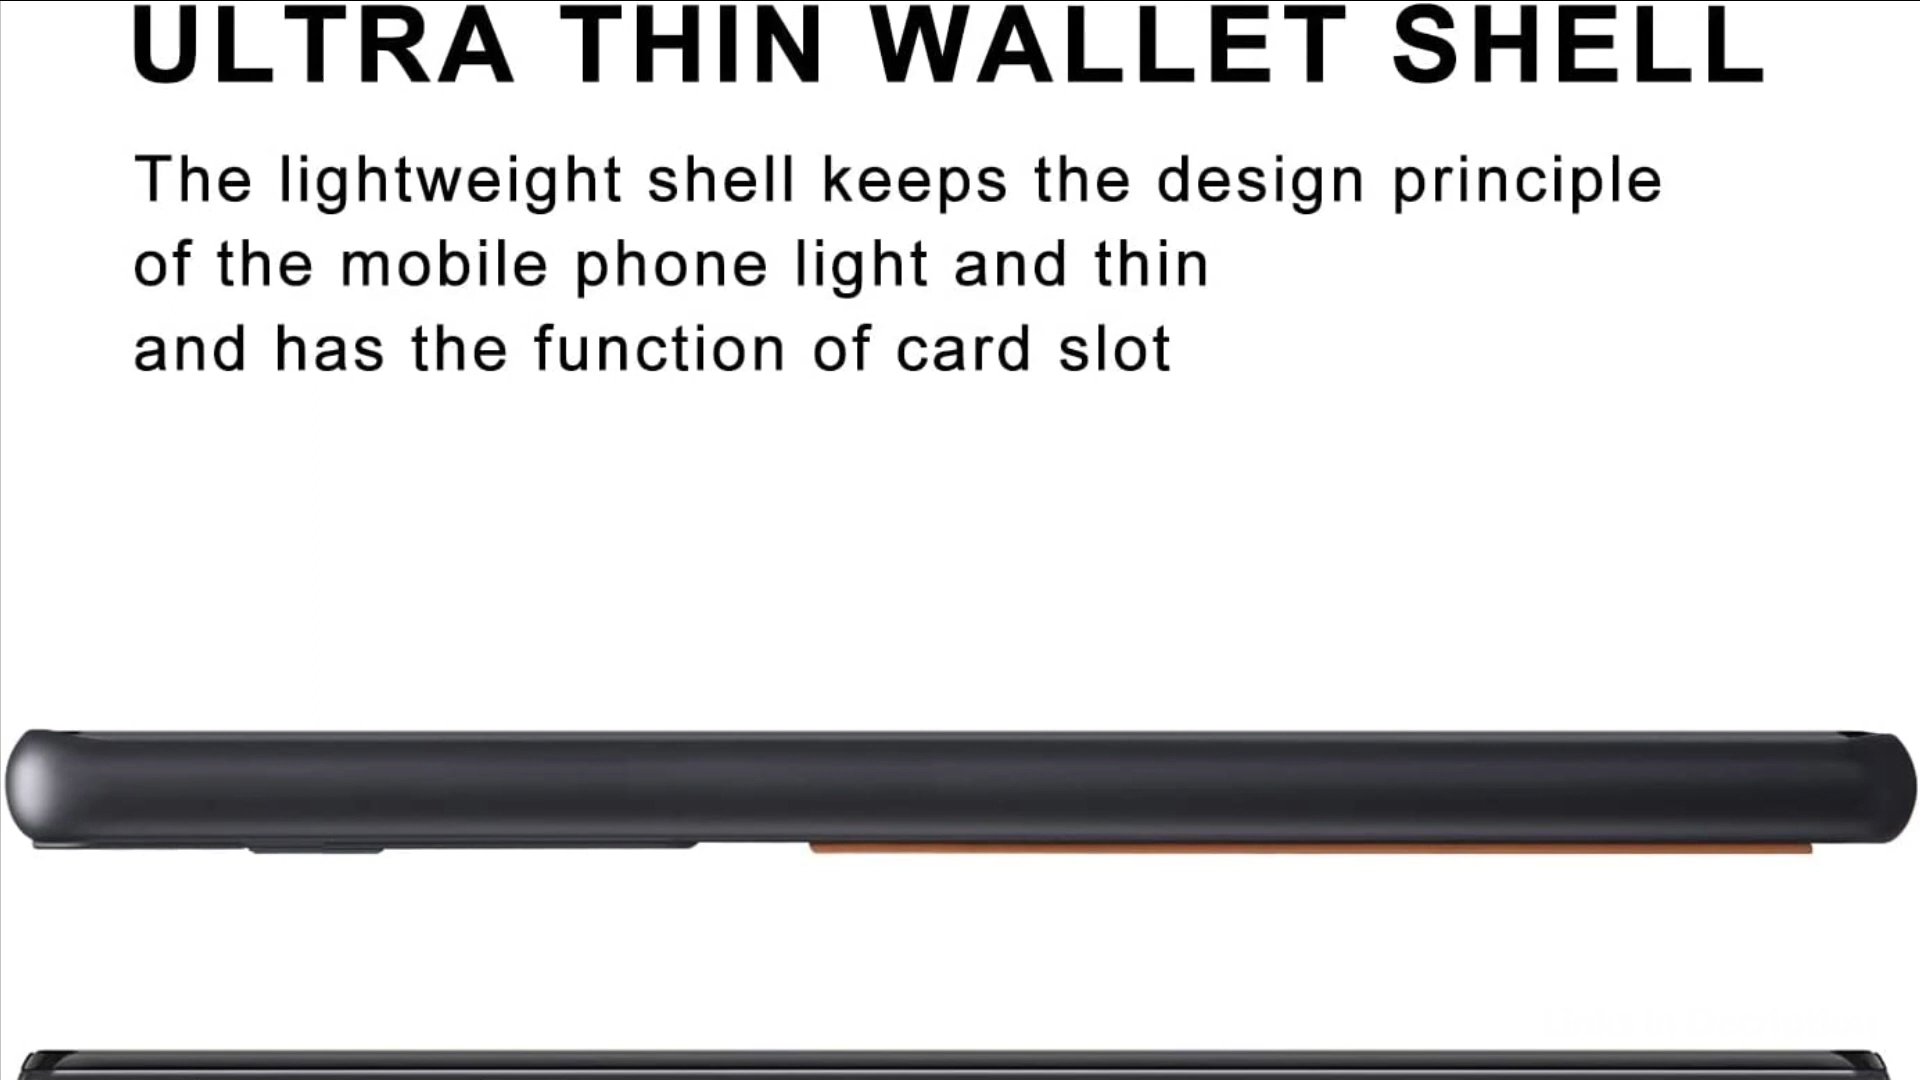 ULTRA THIN WALLET SHELL
The lightweight shell keeps the design principle
of the mobile phone light and thin
and has the function of card slot